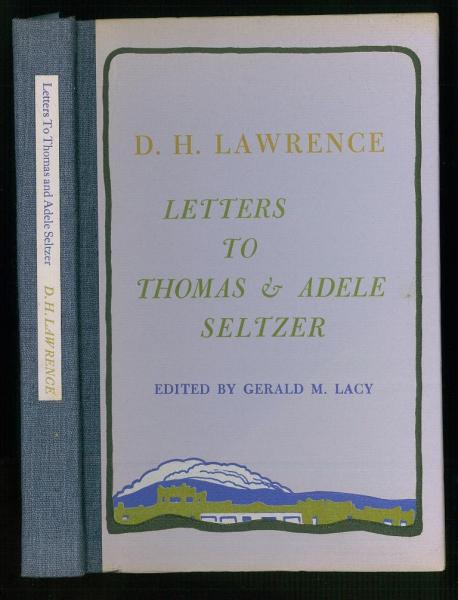 Letters To Thomas and Adele Seltzer D. H. LAWRENCE
D. H. LAWRENCE
LETTERS
TO
THOMAS & ADELE
SELTZER
EDITED BY GERALD M. LACY